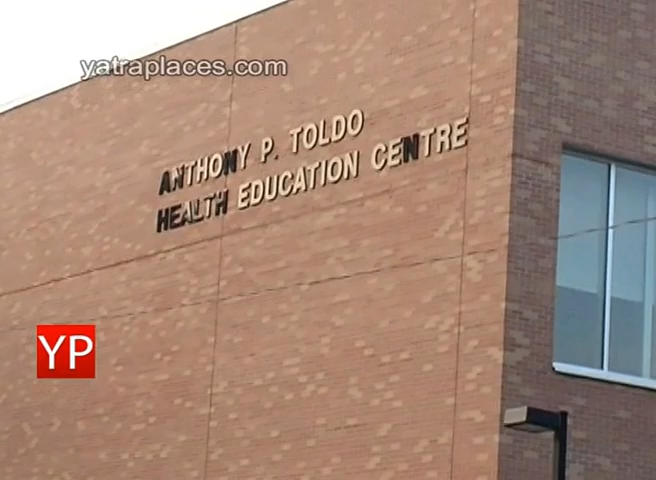 yatraplaces.com
ANTHONY P. TOLDO
HEALTH EDUCATION CENTRE
YP